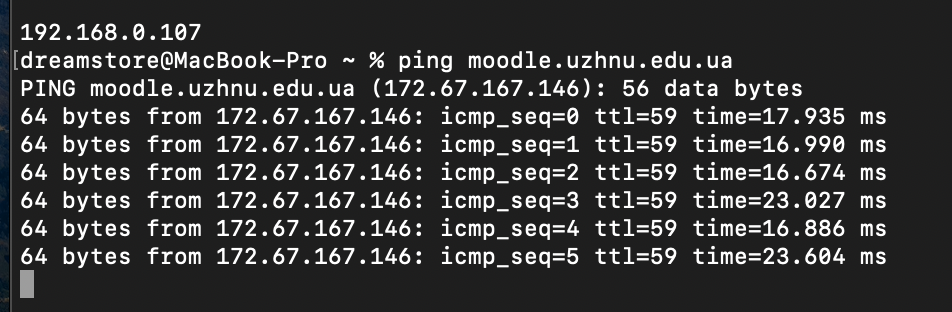 192.168.0.107
[dreamstore@MacBook-Pro ~ % ping moodle.uzhnu.edu.ua
PING moodle.uzhnu.edu.ua (172.67.167.146): 56 data bytes
64 bytes from 172.67.167.146: icmp_seq=0 ttl=59 time=17.935 ms
64 bytes from 172.67.167.146: icmp_seq=1 ttl=59 time=16.990 ms
64 bytes from 172.67.167.146: icmp_seq=2 ttl=59 time=16.674 ms
64 bytes from 172.67.167.146: icmp_seq=3 ttl=59 time=23.027 ms
64 bytes from 172.67.167.146: icmp_seq=4 ttl=59 time=16.886 ms
64 bytes from 172.67.167.146: icmp_seq=5 ttl=59 time=23.604 ms